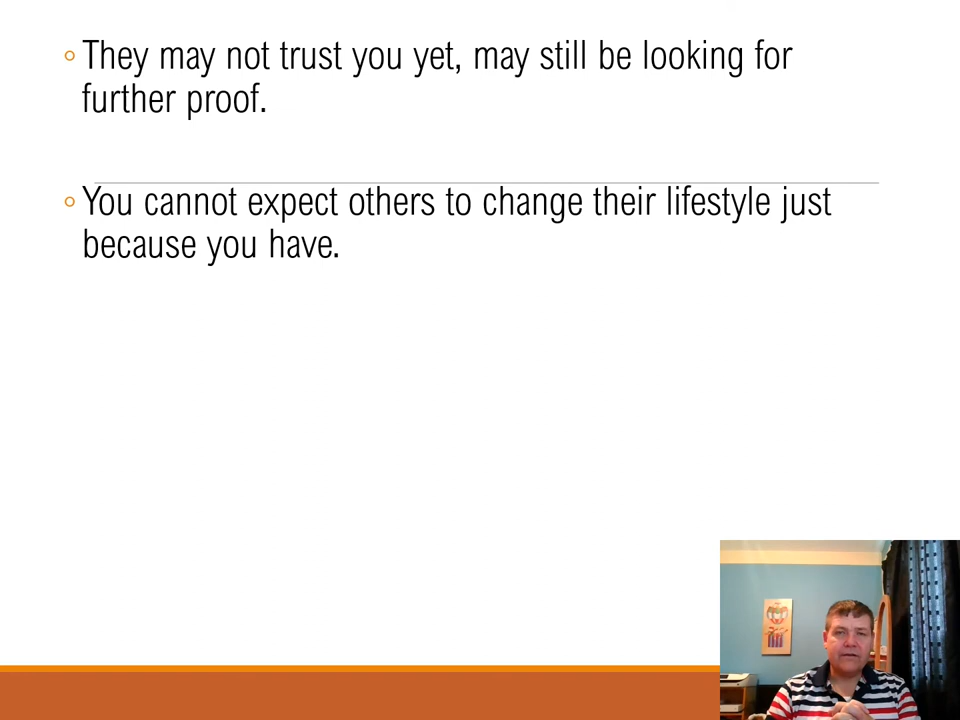 They may not trust you yet, may still be looking for
further proof.
You cannot expect others to change their lifestyle just
because you have.